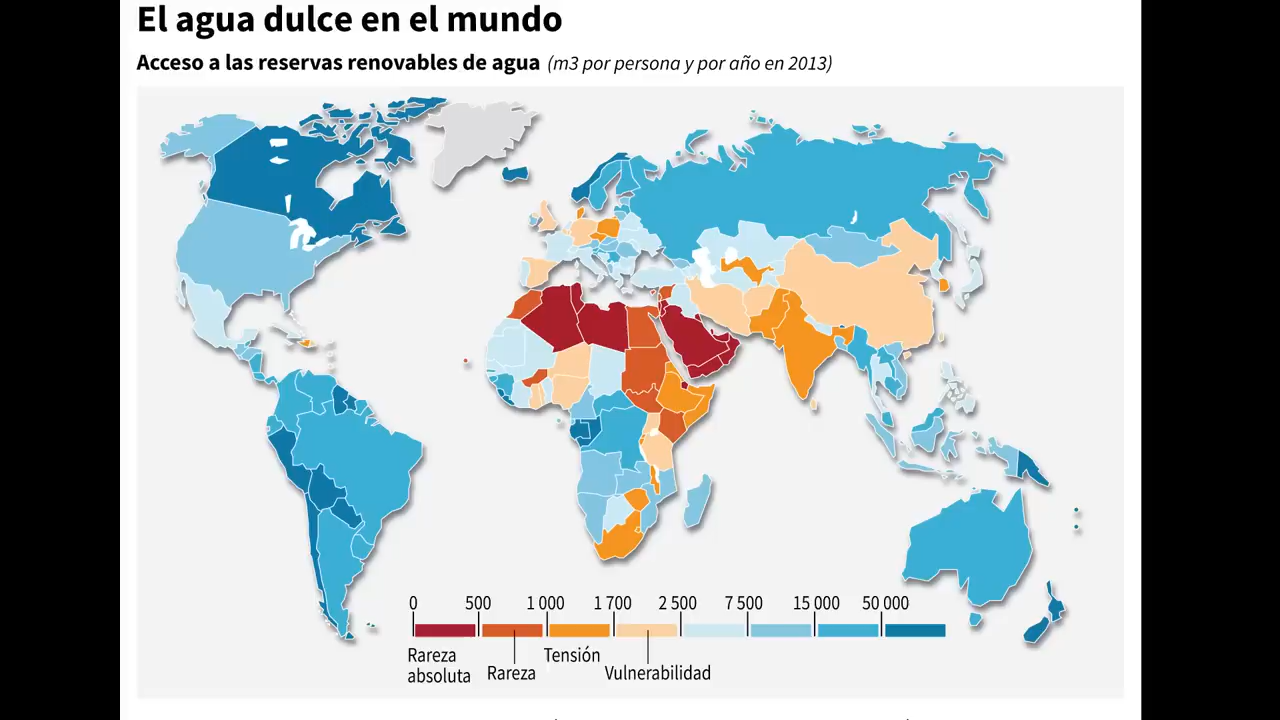 El agua dulce en el mundo
Acceso a las reservas renovables de agua (m3 por persona y por año en 2013)
0 500 1 000 1 700 2 500 7 500 15 000 50 000
Rareza absoluta
Rareza
Tensión
Vulnerabilidad